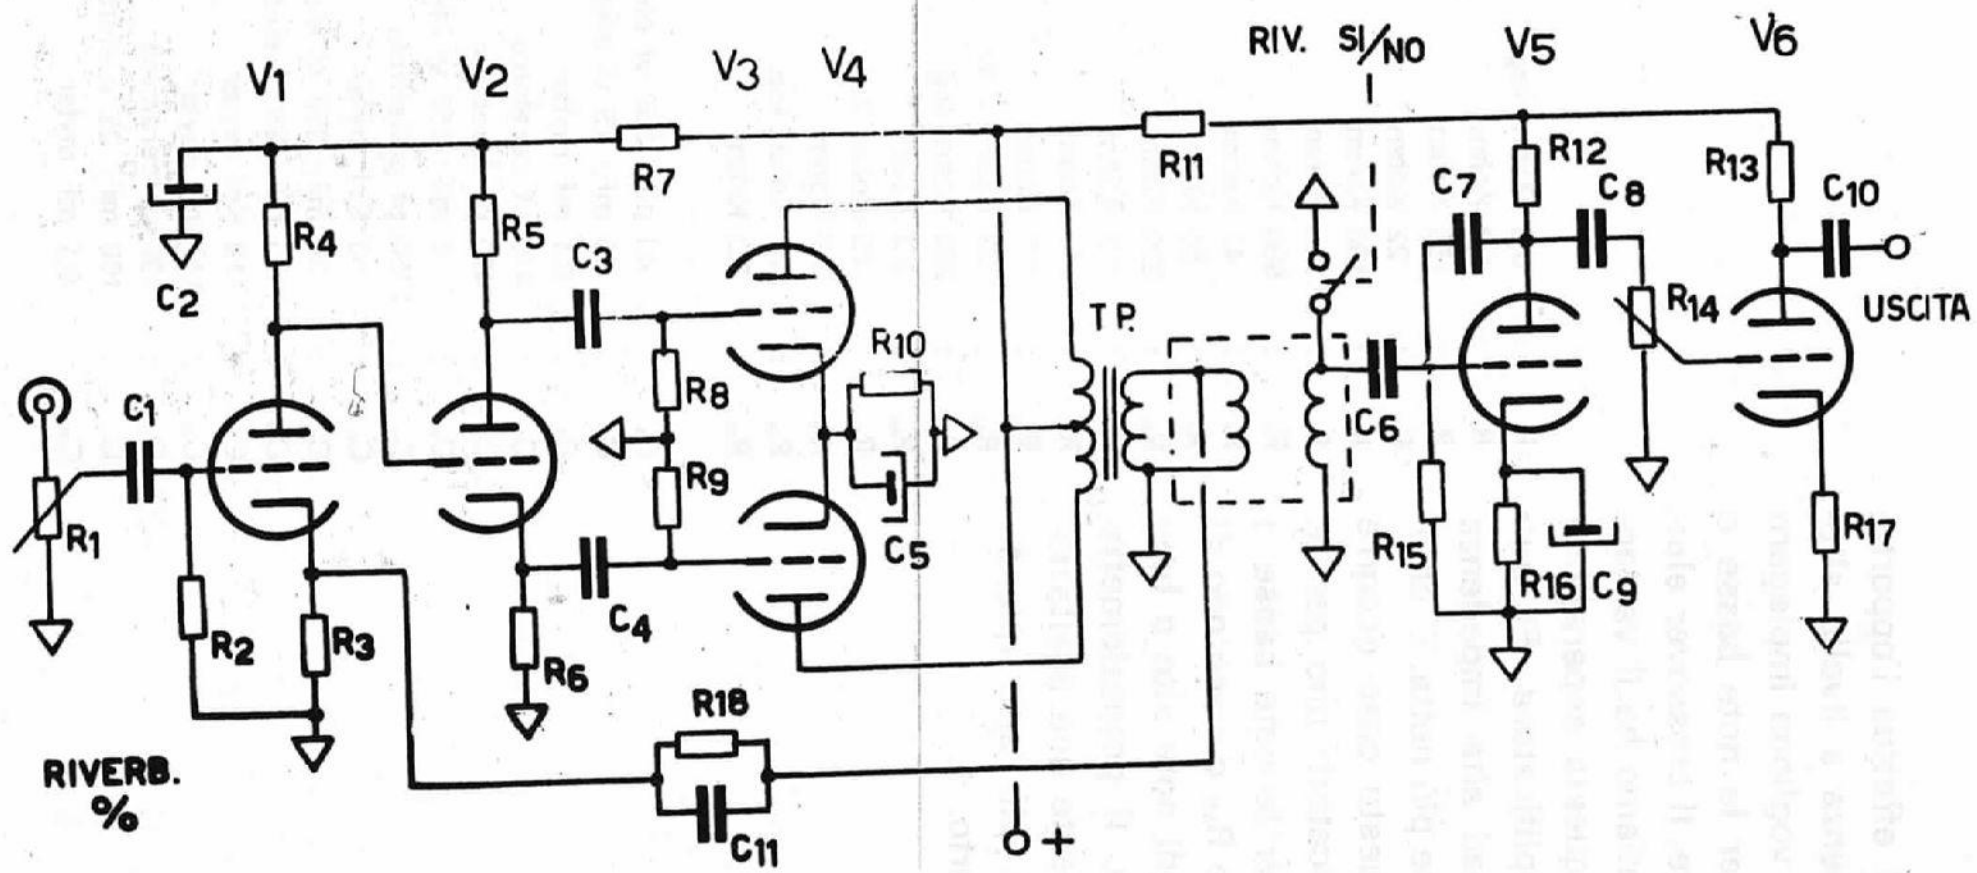 RIV. SI/NO
V1
V2
V3
V4
V5
V6
R7
R11
R12
R13
C7
C8
C10
R4
R5
C3
C2
R14
USCITA
T P.
R10
R8
C1
C6
R9
R1
C5
R15
R16
C9
R17
R2
R3
C4
R6
R18
RIVERB.
%
C11
+